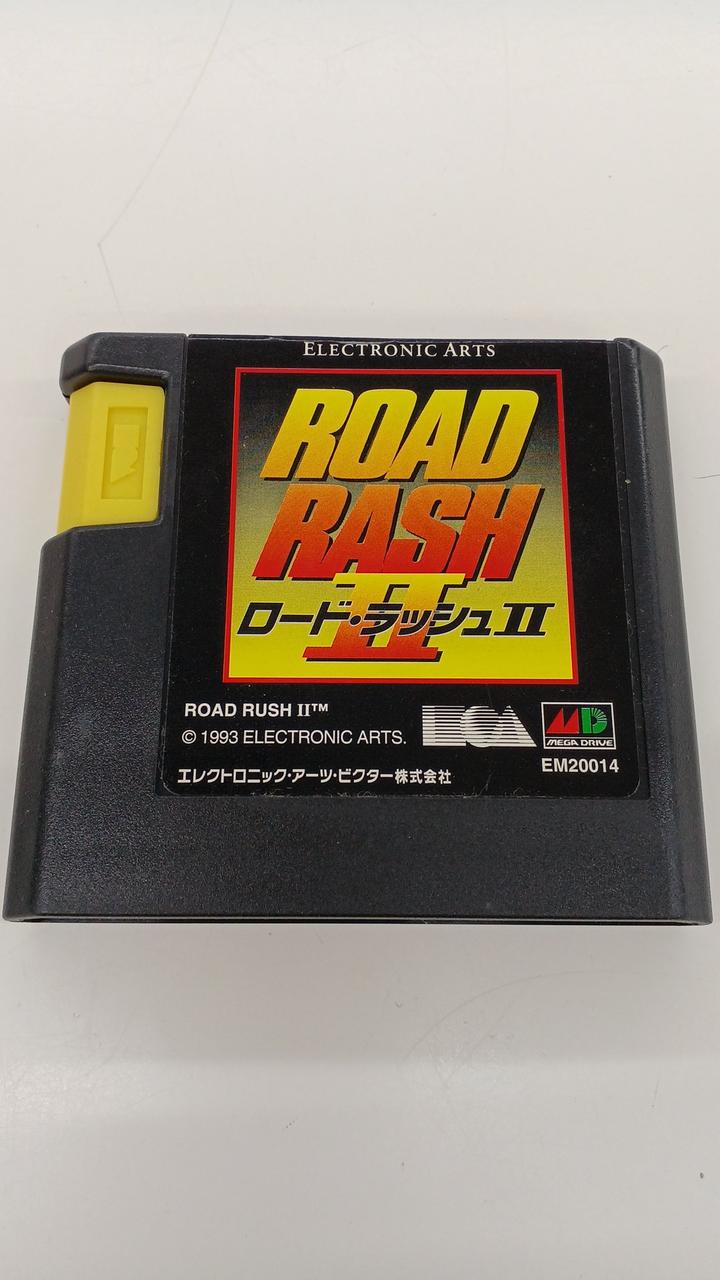 ELECTRONIC ARTS
ROAD
RASH
II
ロード・ラッシュII
ROAD RUSH II™
© 1993 ELECTRONIC ARTS.
EA
MEGA DRIVE
EM20014
エレクトロニック・アーツ・ビクター株式会社